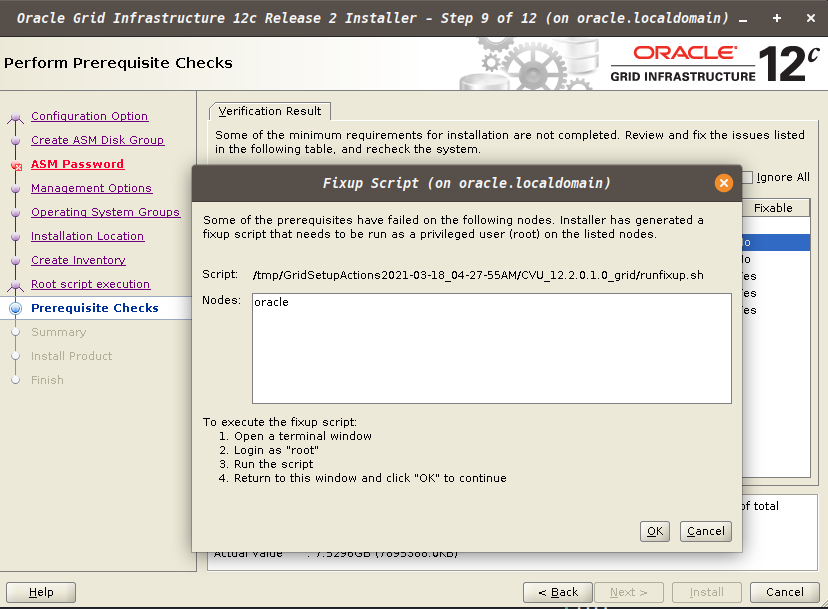 Oracle Grid Infrastructure 12c Release 2 Installer - Step 9 of 12 (on oracle.localdomain)
Perform Prerequisite Checks
ORACLE
GRID INFRASTRUCTURE 12c
Configuration Option
Create ASM Disk Group
ASM Password
Management Options
Operating System Groups
Installation Location
Create Inventory
Root script execution
Prerequisite Checks
Summary
Install Product
Finish
Verification Result
Some of the minimum requirements for installation are not completed. Review and fix the issues listed
in the following table, and recheck the system.
Ignore All
Fixable
Fixup Script (on oracle.localdomain)
Some of the prerequisites have failed on the following nodes. Installer has generated a
fixup script that needs to be run as a privileged user (root) on the listed nodes.
Script: /tmp/GridSetupActions2021-03-18_04-27-55AM/CVU_12.2.0.1.0_grid/runfixup.sh
Nodes: oracle
To execute the fixup script:
1. Open a terminal window
2. Login as "root"
3. Run the script
4. Return to this window and click "OK" to continue
OK Cancel
of total
Actual Value : 7.5296GB (7895388.0KB)
Help < Back Next > Install Cancel